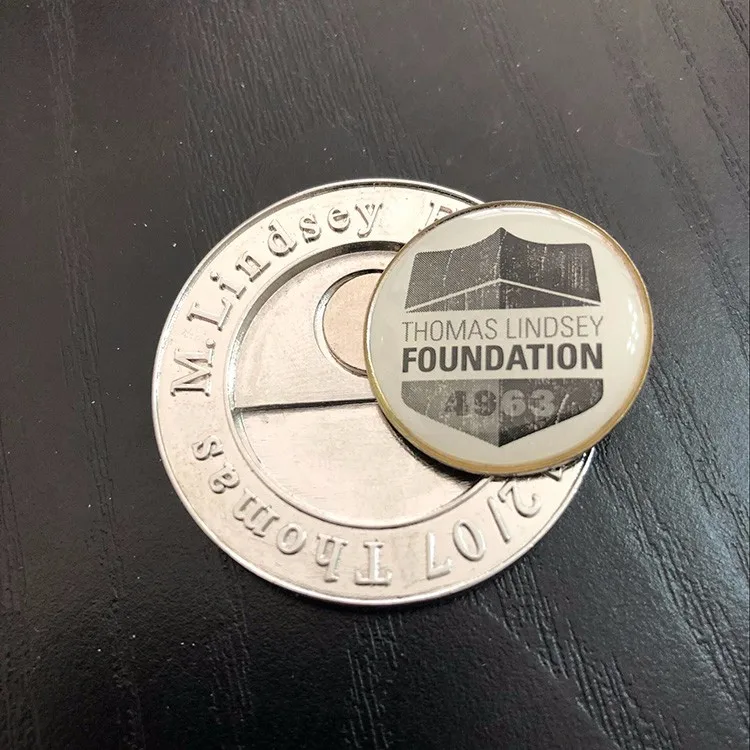 Thomas M. Lindsey
2/07
THOMAS LINDSEY
FOUNDATION
1963